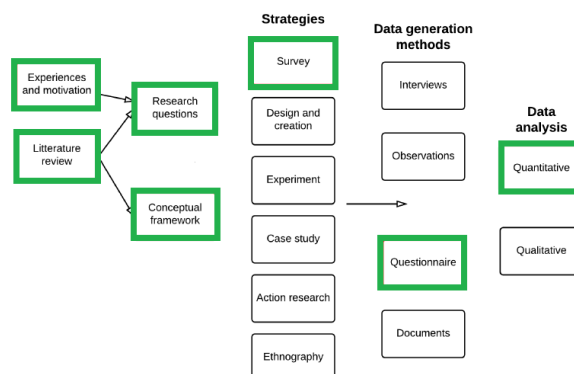 Strategies
Data generation
methods
Data
analysis
Experiences
and motivation
Litterature
review
Research
questions
Conceptual
framework
Survey
Design and
creation
Experiment
Case study
Action research
Ethnography
Interviews
Observations
Questionnaire
Documents
Quantitative
Qualitative